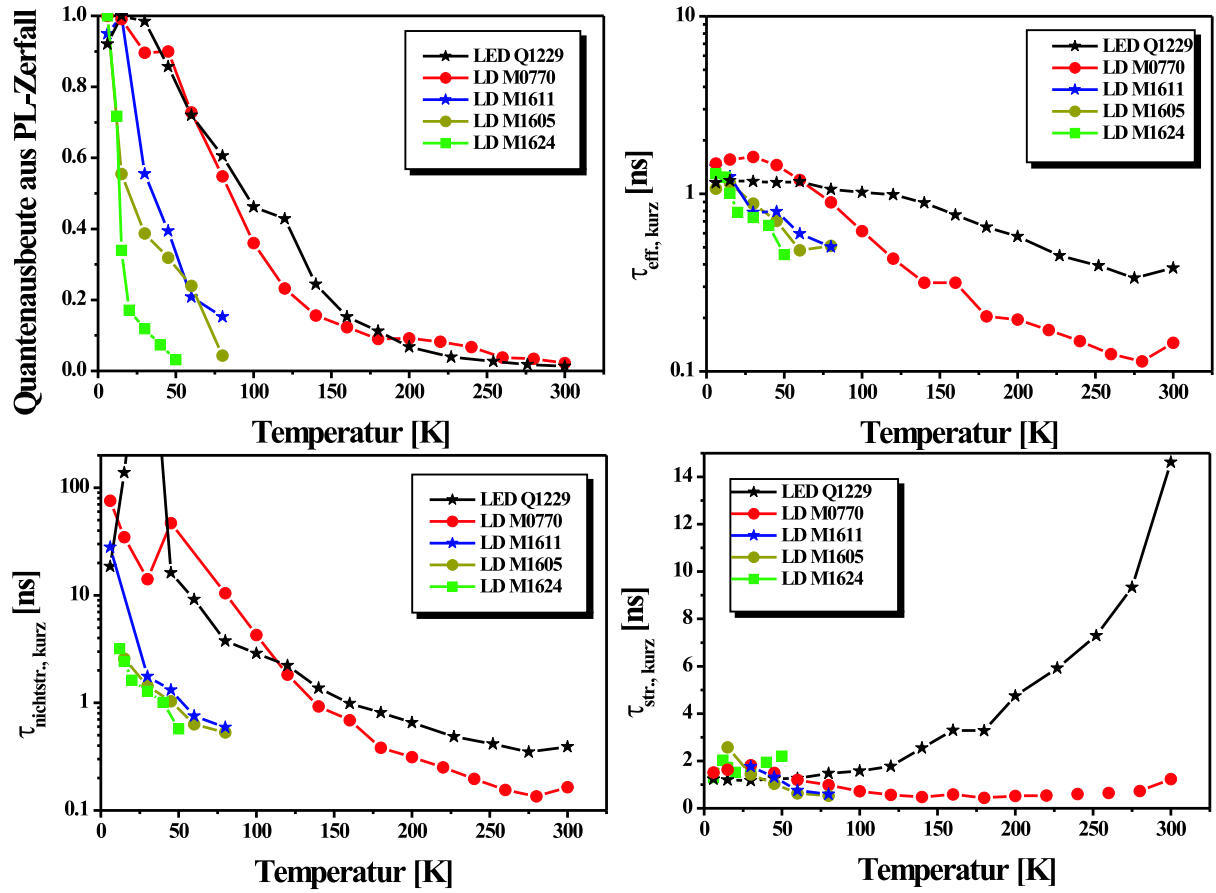 Quantenausbeute aus PL-Zerfall
1.0
0.8
0.6
0.4
0.2
0.0
LED Q1229
LD M0770
LD M1611
LD M1605
LD M1624
0 50 100 150 200 250 300
Temperatur [K]
τeff., kurz [ns]
10
1
0.1
LED Q1229
LD M0770
LD M1611
LD M1605
LD M1624
0 50 100 150 200 250 300
Temperatur [K]
τnichtstr., kurz [ns]
100
10
1
0.1
LED Q1229
LD M0770
LD M1611
LD M1605
LD M1624
0 50 100 150 200 250 300
Temperatur [K]
τstr., kurz [ns]
14
12
10
8
6
4
2
0
LED Q1229
LD M0770
LD M1611
LD M1605
LD M1624
0 50 100 150 200 250 300
Temperatur [K]